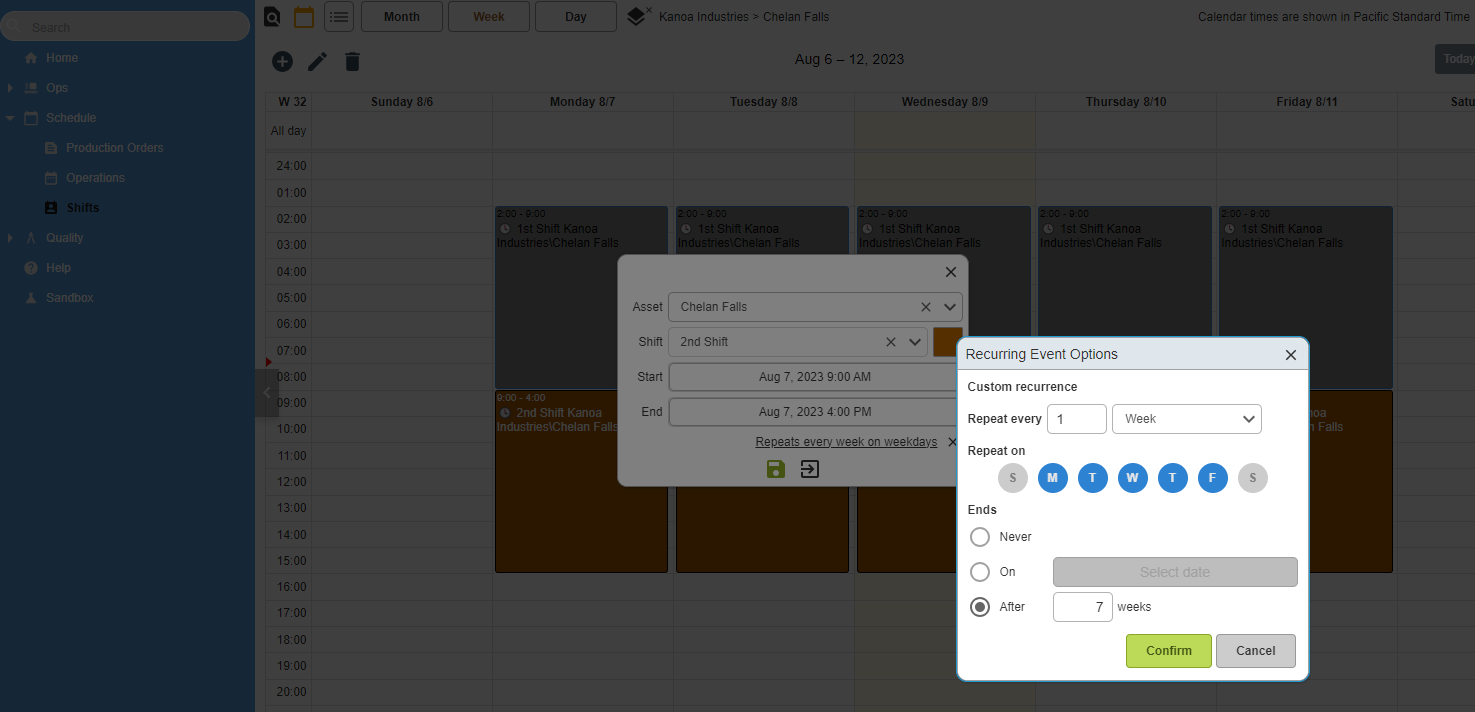 Search
Home
Ops
Schedule
Production Orders
Operations
Shifts
Quality
Help
Sandbox
Month
Week
Day
Kanoa Industries > Chelan Falls
Calendar times are shown in Pacific Standard Time
Aug 6 – 12, 2023
Today
W 32
Sunday 8/6
Monday 8/7
Tuesday 8/8
Wednesday 8/9
Thursday 8/10
Friday 8/11
Satu
All day
24:00
01:00
02:00
03:00
04:00
05:00
06:00
07:00
08:00
09:00
10:00
11:00
12:00
13:00
14:00
15:00
16:00
17:00
18:00
19:00
20:00
2:00 - 9:00
1st Shift Kanoa
Industries\Chelan Falls
2:00 - 9:00
1st Shift Kanoa
Industries\Chelan Falls
2:00 - 9:00
1st Shift Kanoa
Industries\Chelan Falls
2:00 - 9:00
1st Shift Kanoa
Industries\Chelan Falls
2:00 - 9:00
1st Shift Kanoa
Industries\Chelan Falls
9:00 - 4:00
2nd Shift Kanoa
Industries\Chelan Falls
noa
n Falls
Asset
Chelan Falls
Shift
2nd Shift
Start
Aug 7, 2023 9:00 AM
End
Aug 7, 2023 4:00 PM
Repeats every week on weekdays
Recurring Event Options
Custom recurrence
Repeat every 1 Week
Repeat on
S M T W T F S
Ends
Never
On Select date
After 7 weeks
Confirm Cancel